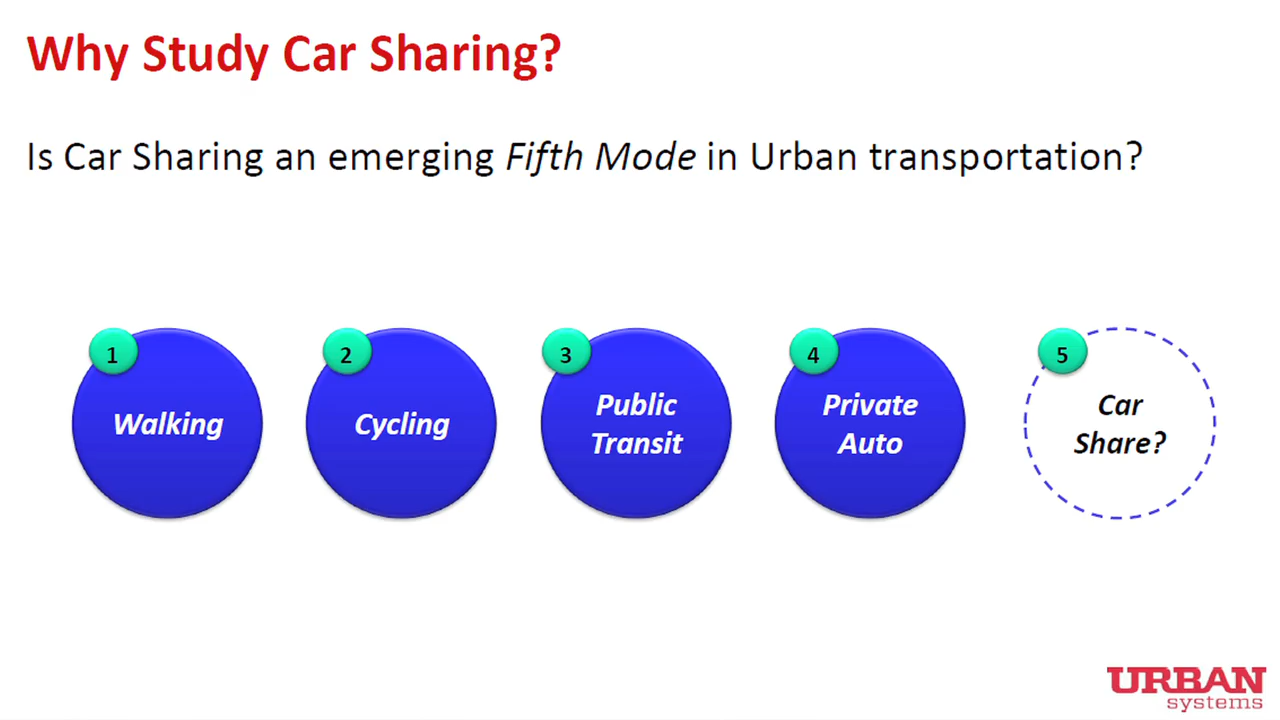 Why Study Car Sharing?
Is Car Sharing an emerging Fifth Mode in Urban transportation?
1
Walking
2
Cycling
3
Public
Transit
4
Private
Auto
5
Car
Share?
URBAN
systems